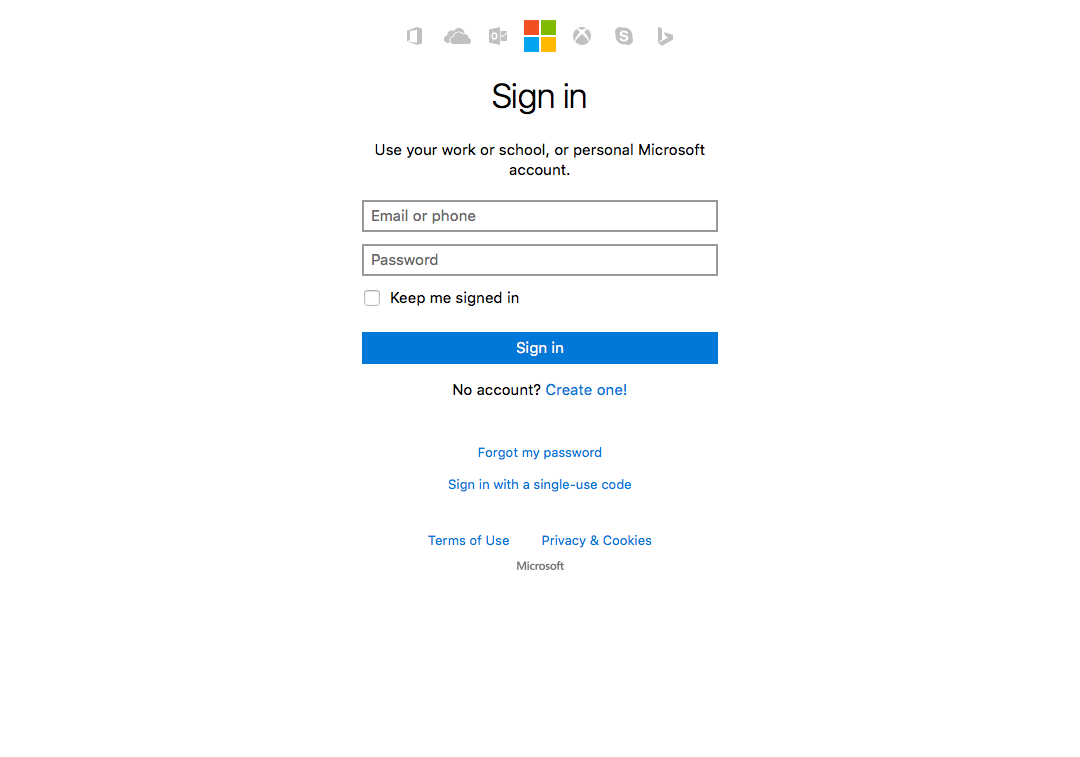 Sign in
Use your work or school, or personal Microsoft
account.
Email or phone
Password
Keep me signed in
Sign in
No account? Create one!
Forgot my password
Sign in with a single-use code
Terms of Use Privacy & Cookies
Microsoft